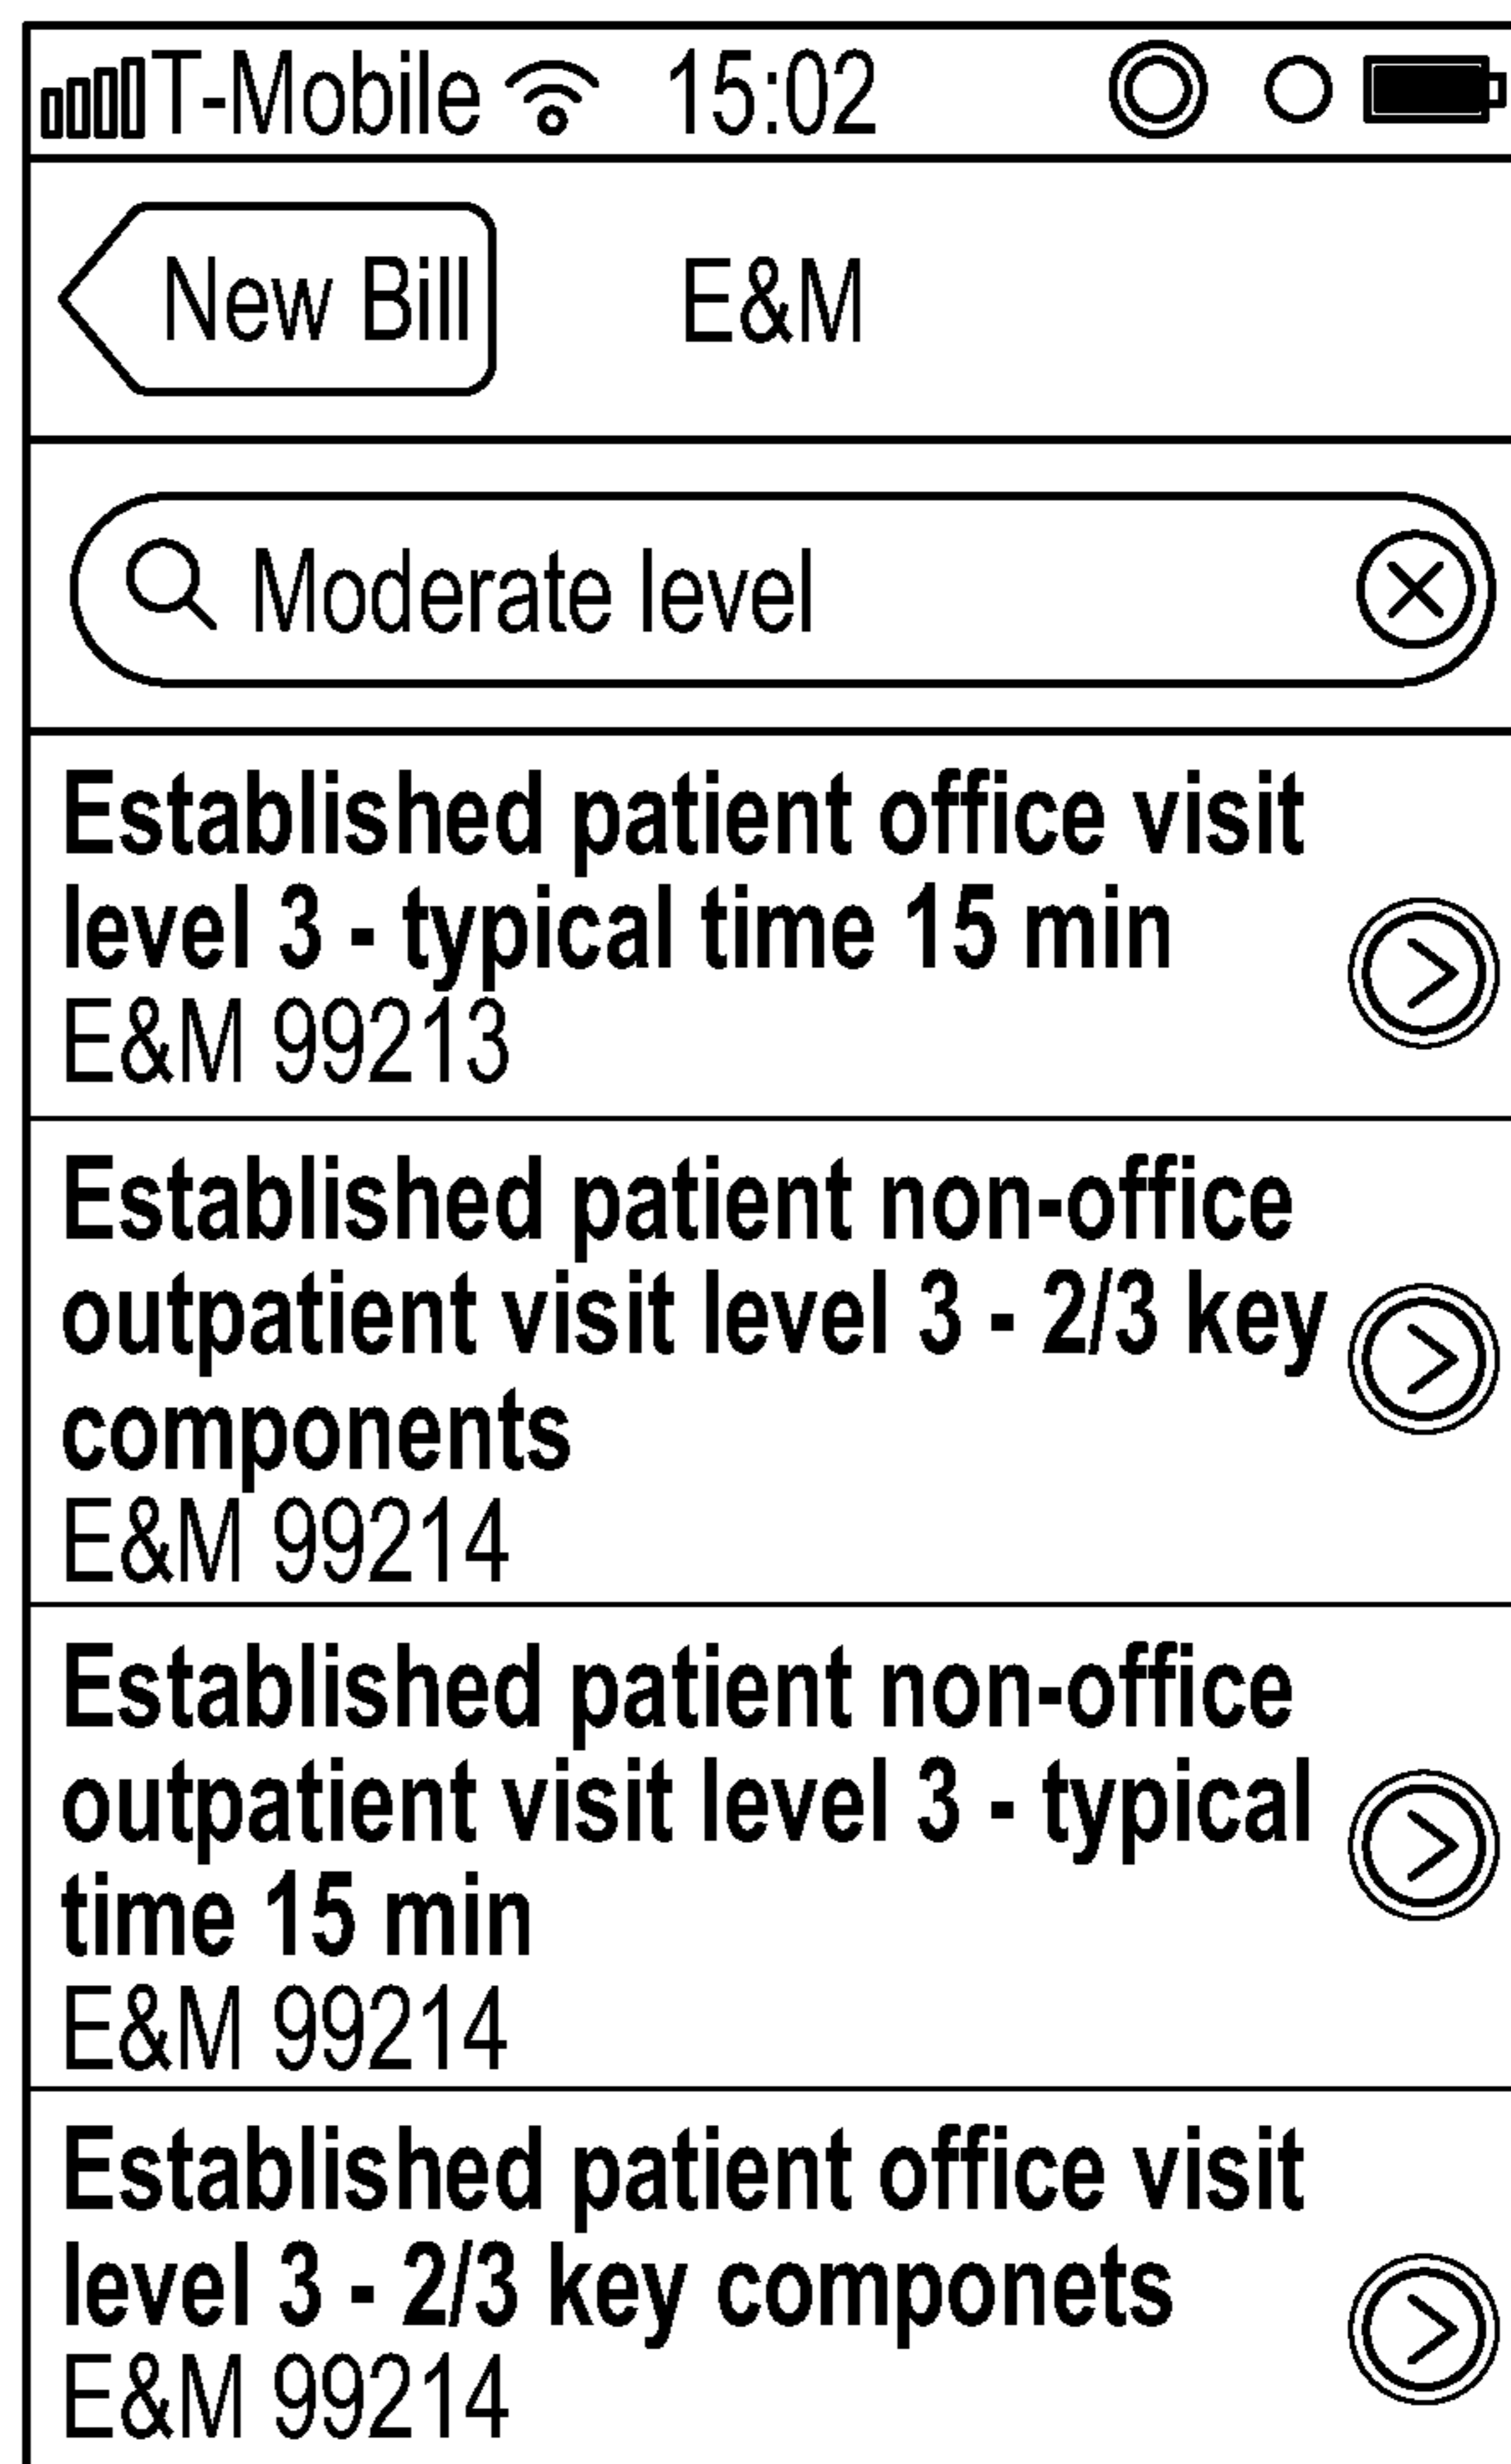 T-Mobile 15:02
New Bill E&M
Moderate level
Established patient office visit
level 3 - typical time 15 min
E&M 99213
Established patient non-office
outpatient visit level 3 - 2/3 key
components
E&M 99214
Established patient non-office
outpatient visit level 3 - typical
time 15 min
E&M 99214
Established patient office visit
level 3 - 2/3 key componets
E&M 99214